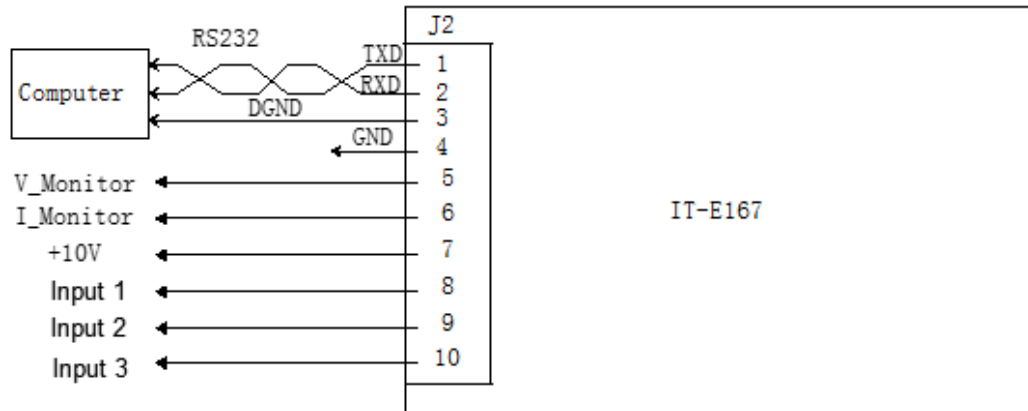 J2
RS232
TXD
1
Computer
RXD
2
DGND
3
GND
4
V_Monitor
5
I_Monitor
6
IT-E167
+10V
7
Input 1
8
Input 2
9
Input 3
10